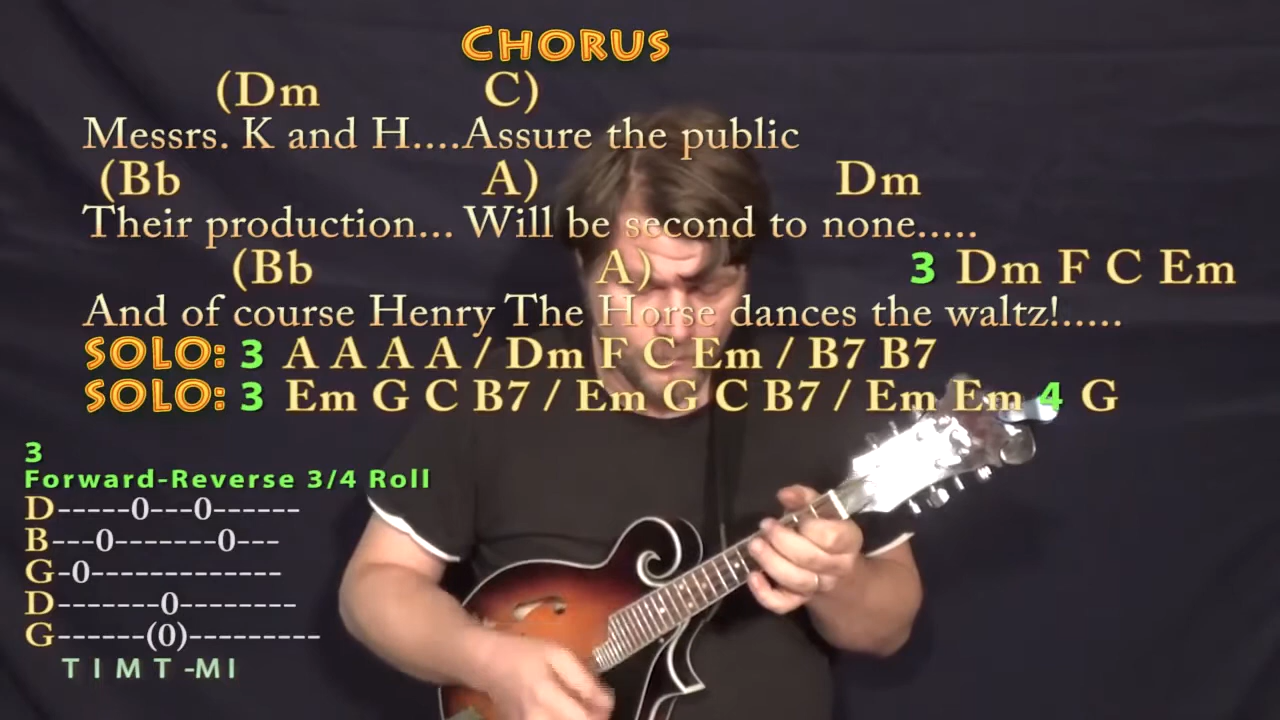 CHORUS
(Dm C)
Messrs. K and H....Assure the public
(Bb A) Dm
Their production... Will be second to none.....
(Bb A) 3 Dm F C Em
And of course Henry The Horse dances the waltz!.....
SOLO: 3 A A A A / Dm F C Em / B7 B7
SOLO: 3 Em G C B7 / Em G C B7 / Em Em 4 G
3
Forward-Reverse 3/4 Roll
D-----0---0------
B---0-------0---
G-0-------------
D-------0--------
G------(0)---------
T I M T -M I